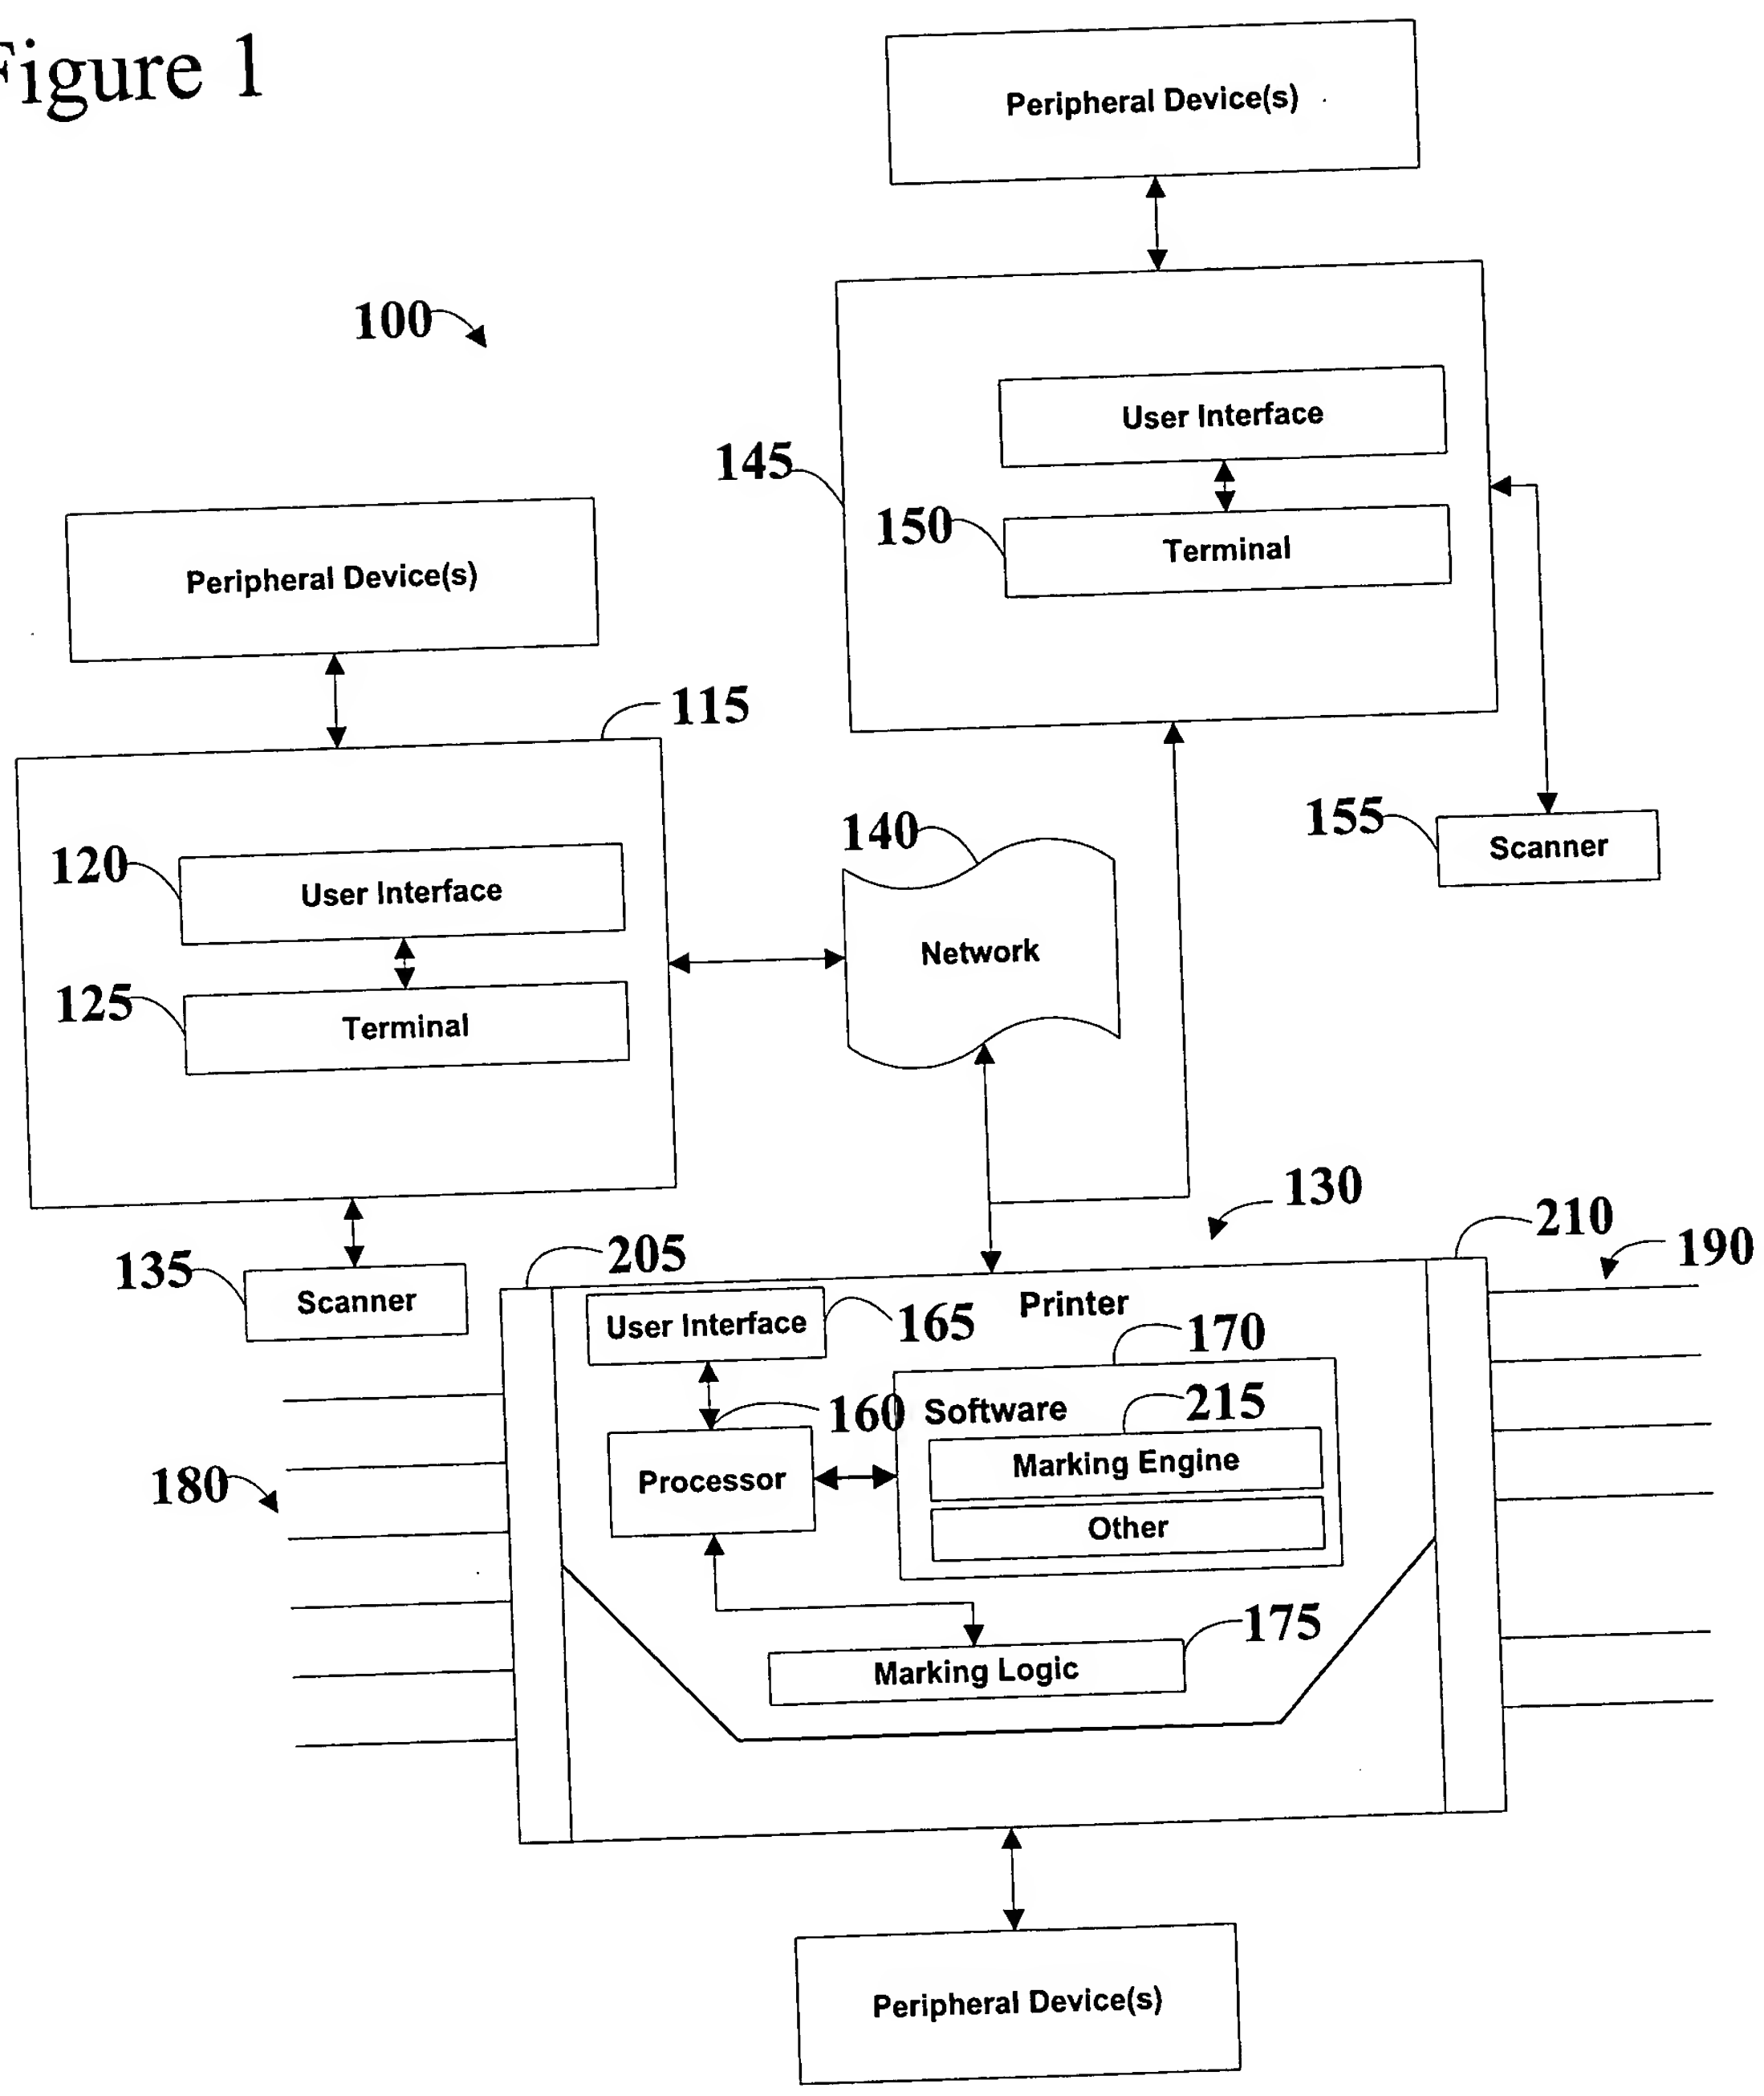 Figure 1
Peripheral Device(s)
100
User Interface
145
150
Terminal
Peripheral Device(s)
115
155
Scanner
140
120
User Interface
Network
125
Terminal
130
210
190
205
135
Scanner
Printer
User Interface
165
170
160
Software
215
Processor
Marking Engine
180
Other
175
Marking Logic
Peripheral Device(s)